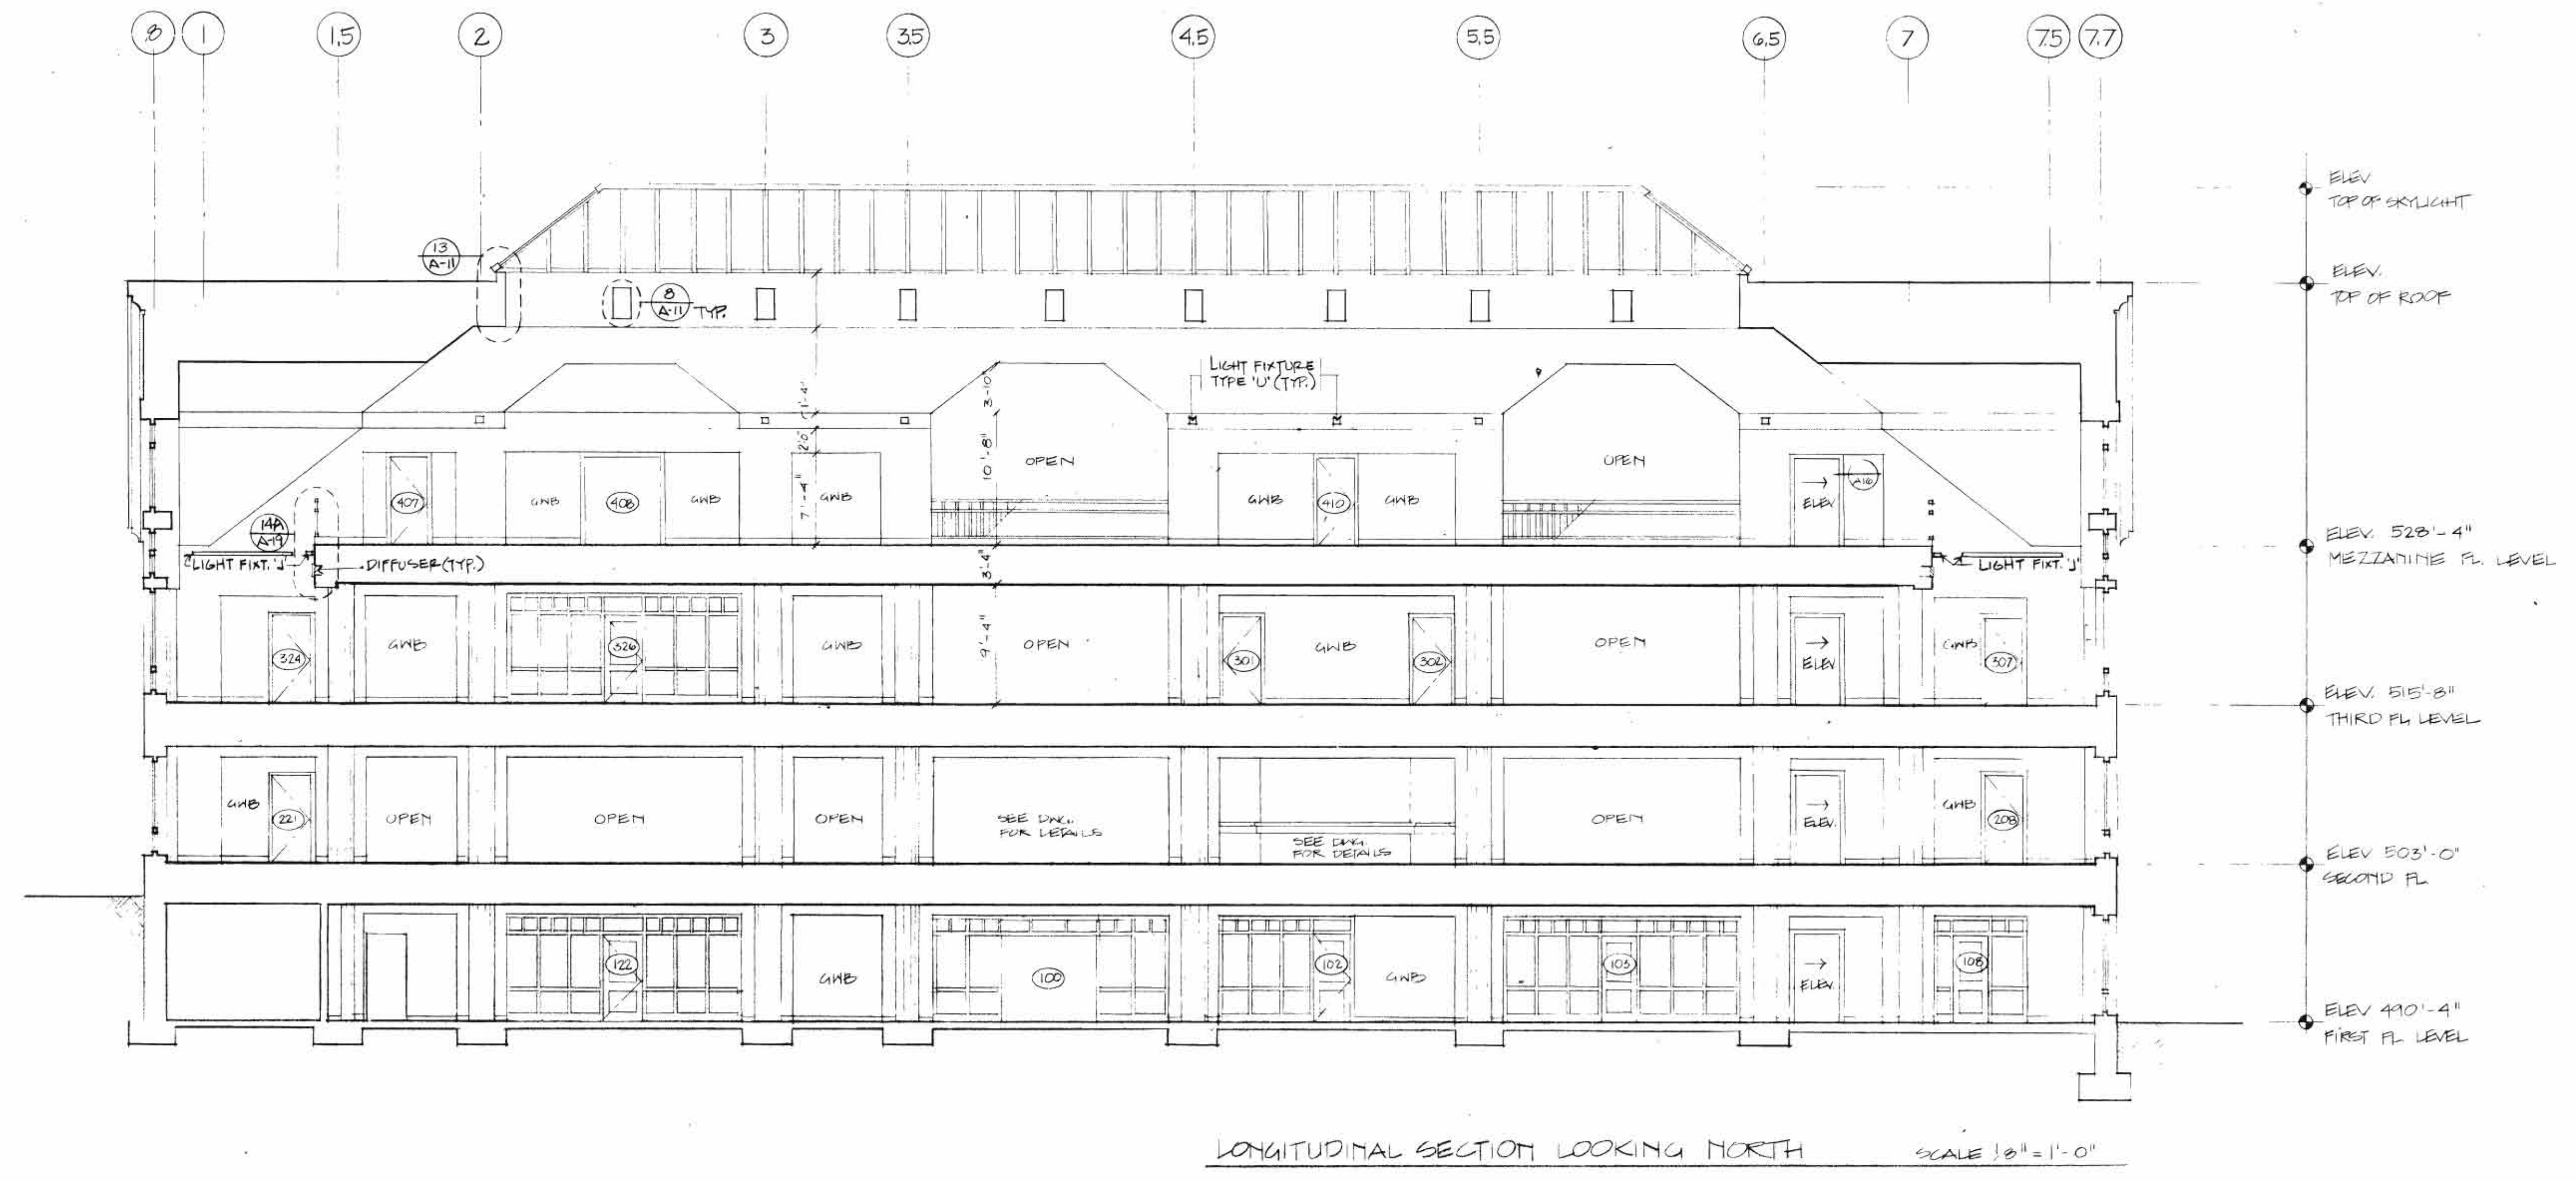 .8
1
1.5
2
3
3.5
4.5
5.5
6.5
7
7.5
7.7
ELEV
TOP OF SKYLIGHT
13
A-11
ELEV.
TOP OF ROOF
8
A-11
TYP.
LIGHT FIXTURE
TYPE 'U' (TYP.)
3-10"
2'0"
10'-8"
7'-4"
OPEN
OPEN
407
GWB
408
GWB
GWB
GWB
410
GWB
ELEV
A16
14A
A-19
LIGHT FIXT. 'J'
DIFFUSER (TYP.)
3'-4"
LIGHT FIXT. 'J'
ELEV. 528'-4"
MEZZANINE FL. LEVEL
324
GWB
326
GWB
9'-4"
OPEN
301
GWB
302
OPEN
ELEV
GWB
307
ELEV. 515'-8"
THIRD FL LEVEL
GWB
221
OPEN
OPEN
OPEN
SEE DWG.
FOR DETAILS
SEE DWG.
FOR DETAILS
OPEN
ELEV.
GWB
208
ELEV 503'-0"
SECOND FL
122
GWB
100
102
GWB
103
ELEV.
108
ELEV 490'-4"
FIRST FL LEVEL
LONGITUDINAL SECTION LOOKING NORTH SCALE 1/8" = 1'-0"